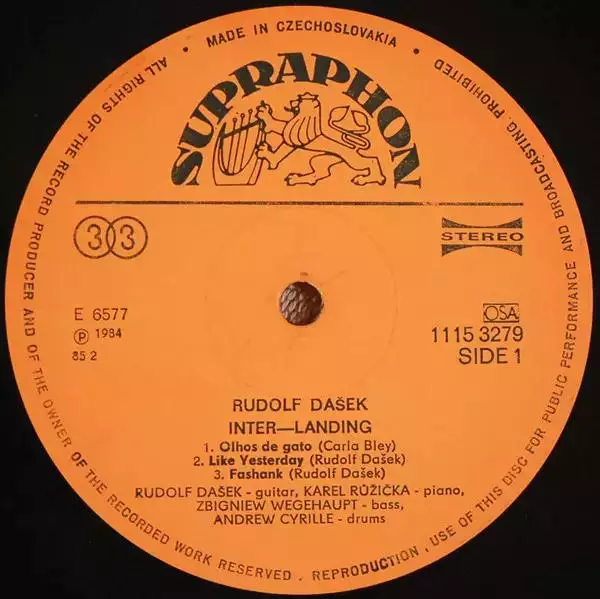 ALL RIGHTS OF THE RECORD PRODUCER AND OF THE OWNER OF THE RECORDED WORK RESERVED . REPRODUCTION, USE OF THIS DISC FOR PUBLIC PERFORMANCE AND BROADCASTING PROHIBITED
• MADE IN CZECHOSLOVAKIA •
SUPRAPHON
33
STEREO
E 6577
Ⓟ 1984
85 2
OSA
1115 3279
SIDE 1
RUDOLF DAŠEK
INTER—LANDING
1. Olhos de gato (Carla Bley)
2. Like Yesterday (Rudolf Dašek)
3. Fashank (Rudolf Dašek)
RUDOLF DAŠEK - guitar, KAREL RŮŽIČKA - piano,
ZBIGNIEW WEGEHAUPT - bass,
ANDREW CYRILLE - drums